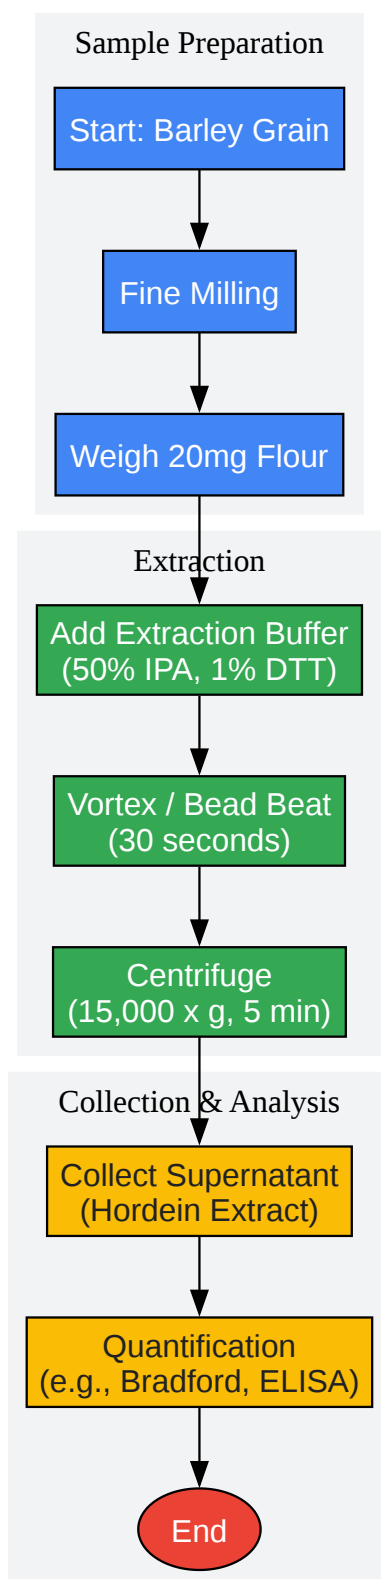 Sample Preparation
Start: Barley Grain
Fine Milling
Weigh 20mg Flour
Extraction
Add Extraction Buffer
(50% IPA, 1% DTT)
Vortex / Bead Beat
(30 seconds)
Centrifuge
(15,000 x g, 5 min)
Collection & Analysis
Collect Supernatant
(Hordein Extract)
Quantification
(e.g., Bradford, ELISA)
End